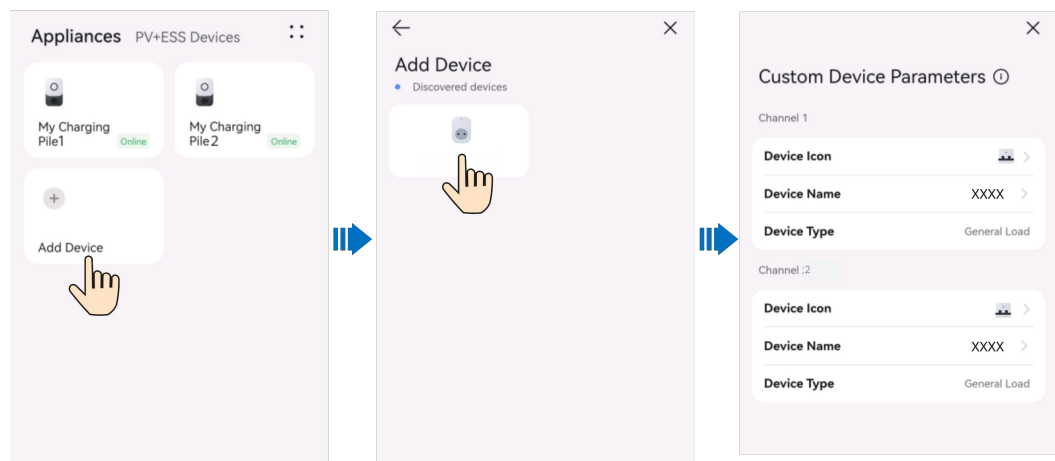 Appliances PV+ESS Devices
My Charging
Pile1 Online
My Charging
Pile2 Online
Add Device
Add Device
Discovered devices
Custom Device Parameters
Channel 1
Device Icon
Device Name XXXX
Device Type General Load
Channel :2
Device Icon
Device Name XXXX
Device Type General Load